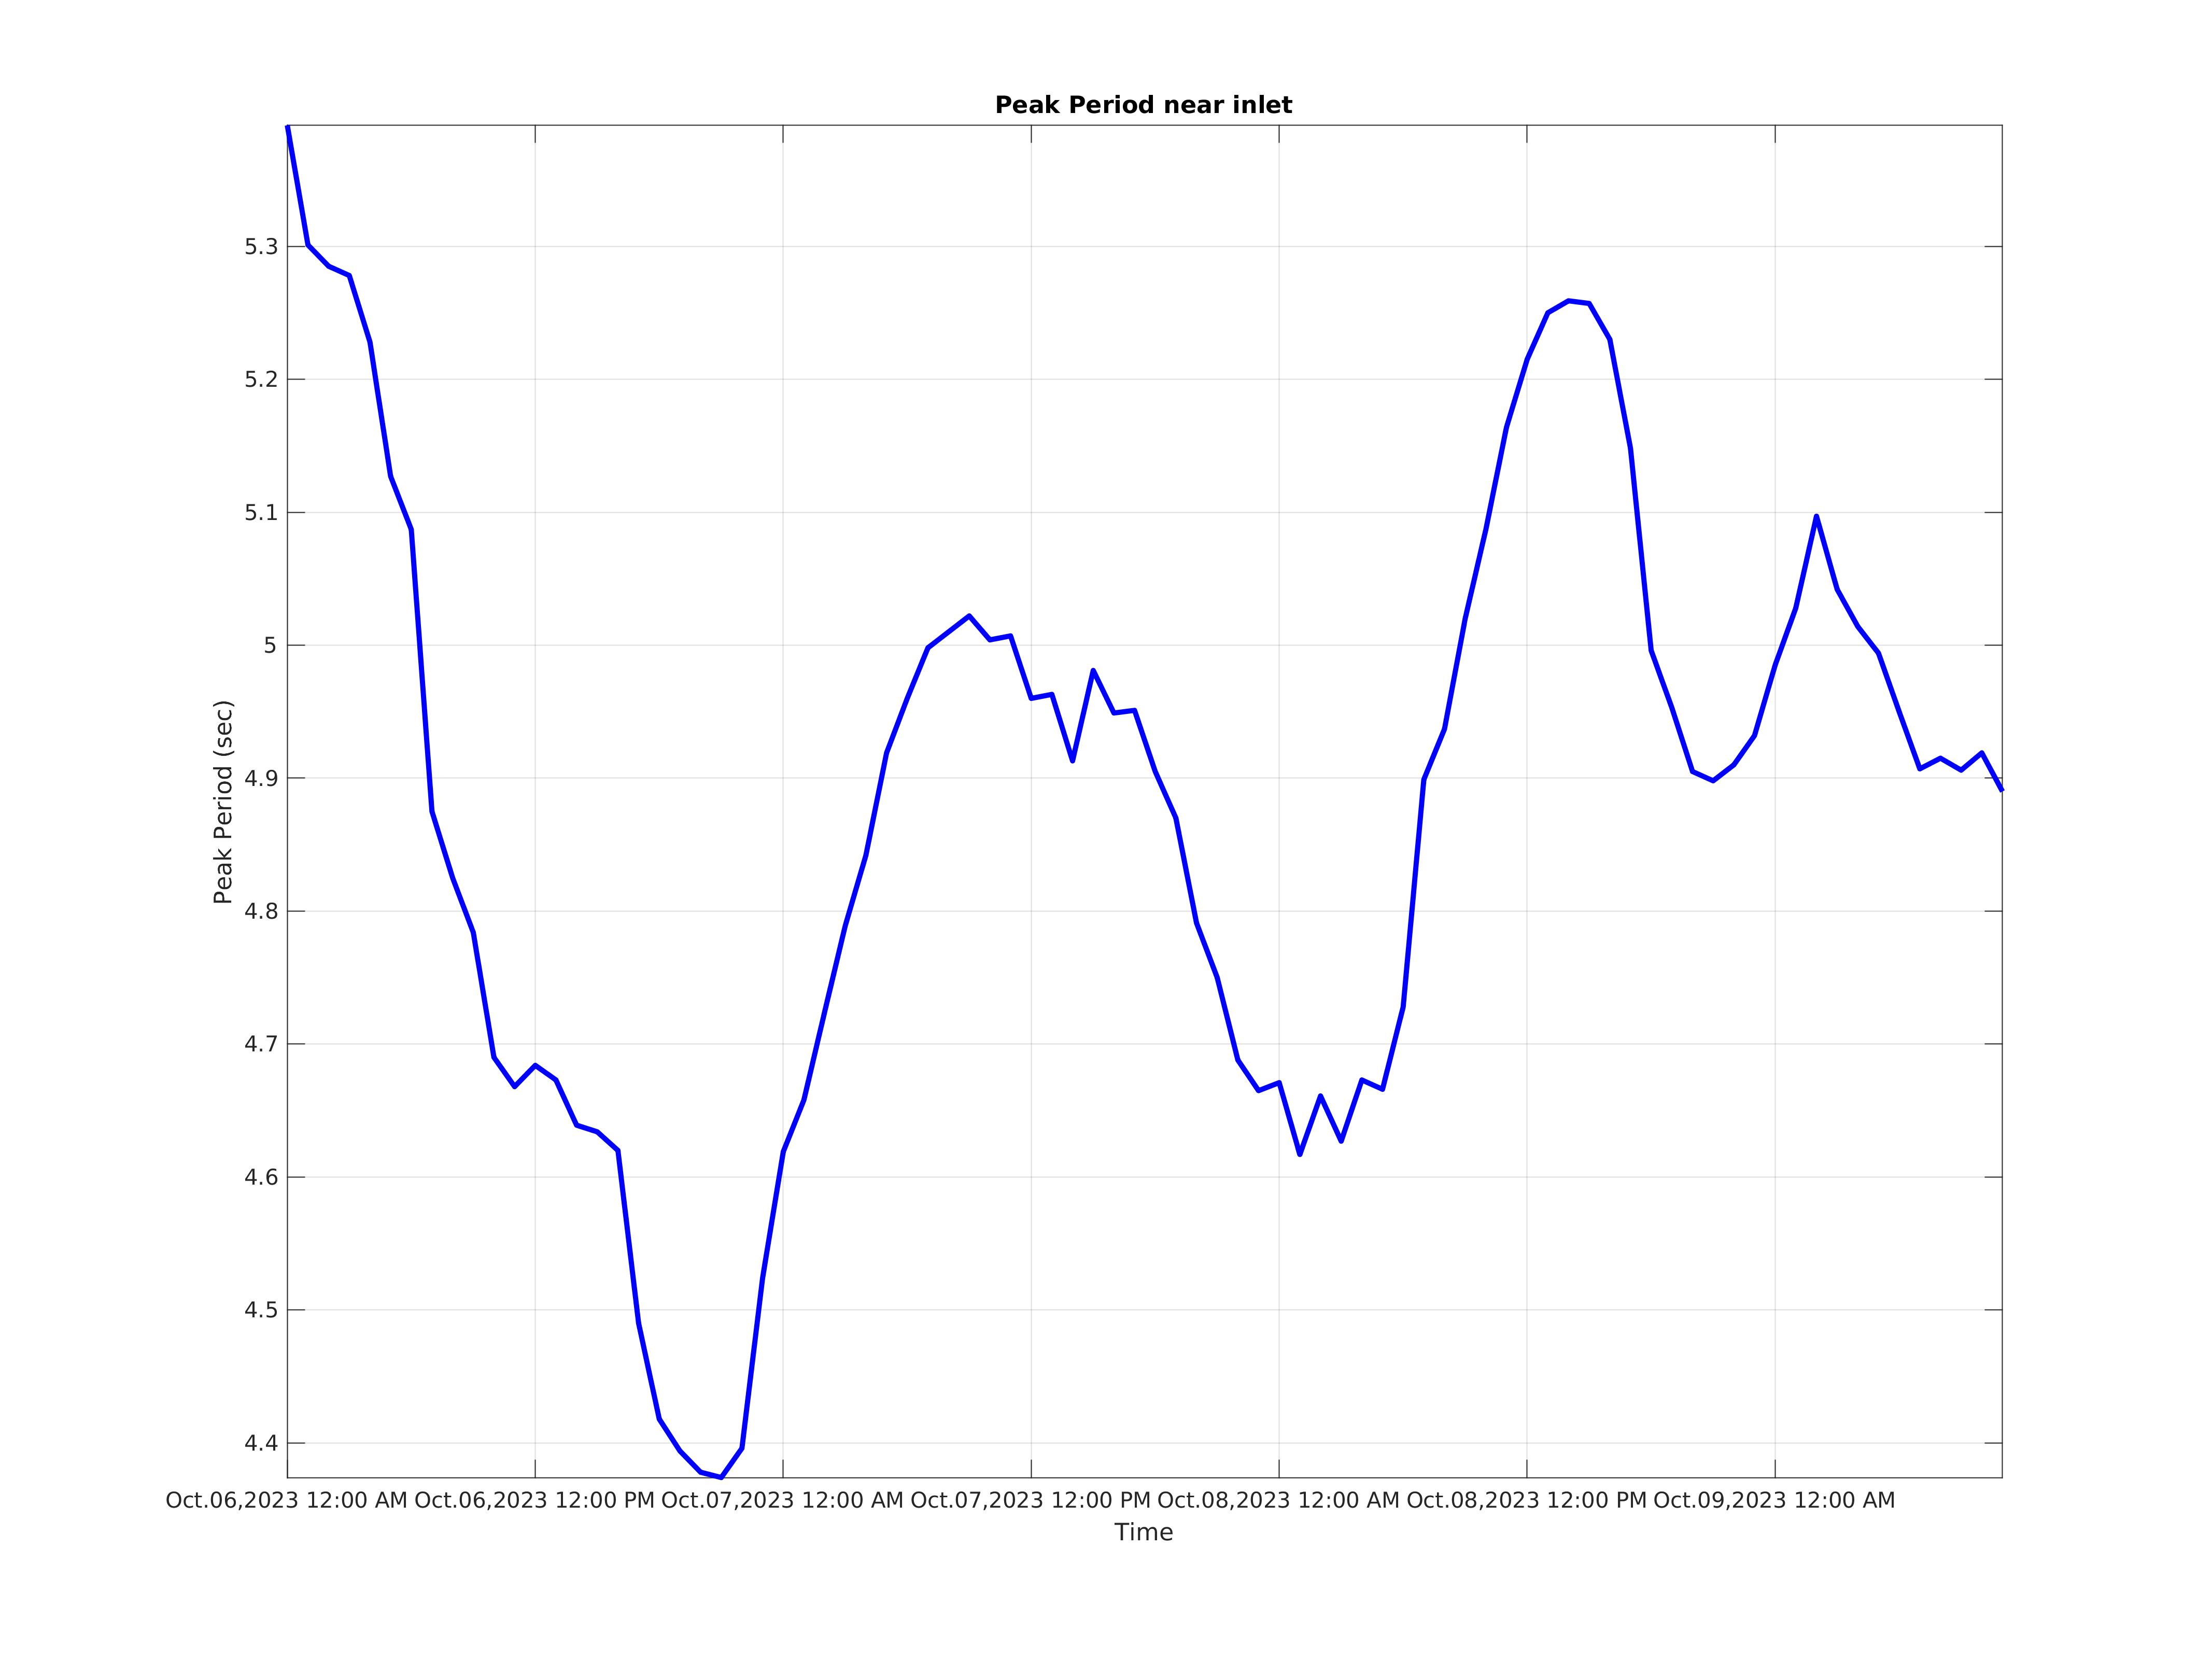 Peak Period near inlet
5.3
5.2
5.1
5
4.9
4.8
4.7
4.6
4.5
4.4
Peak Period (sec)
Oct.06,2023 12:00 AM Oct.06,2023 12:00 PM Oct.07,2023 12:00 AM Oct.07,2023 12:00 PM Oct.08,2023 12:00 AM Oct.08,2023 12:00 PM Oct.09,2023 12:00 AM
Time